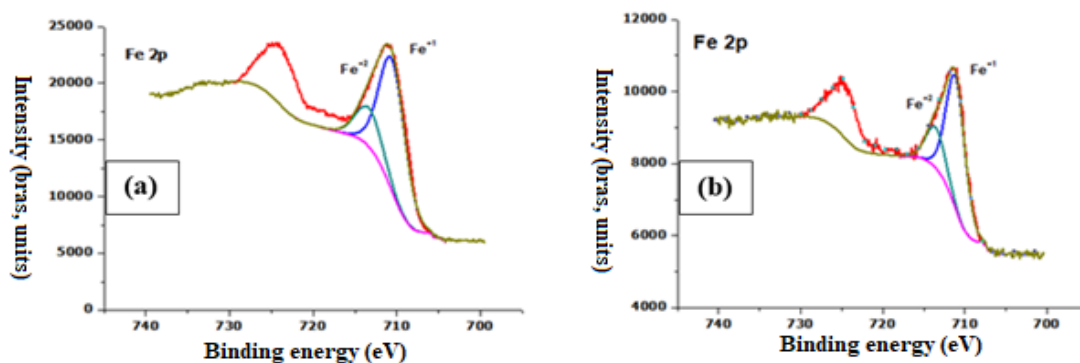 25000
20000
15000
10000
5000
0
Fe 2p
Fe⁺²
Fe⁺¹
(a)
740 730 720 710 700
Binding energy (eV)
Intensity (bras, units)
12000
10000
8000
6000
4000
Fe 2p
Fe⁺²
Fe⁺¹
(b)
740 730 720 710 700
Binding energy (eV)
Intensity (bras, units)